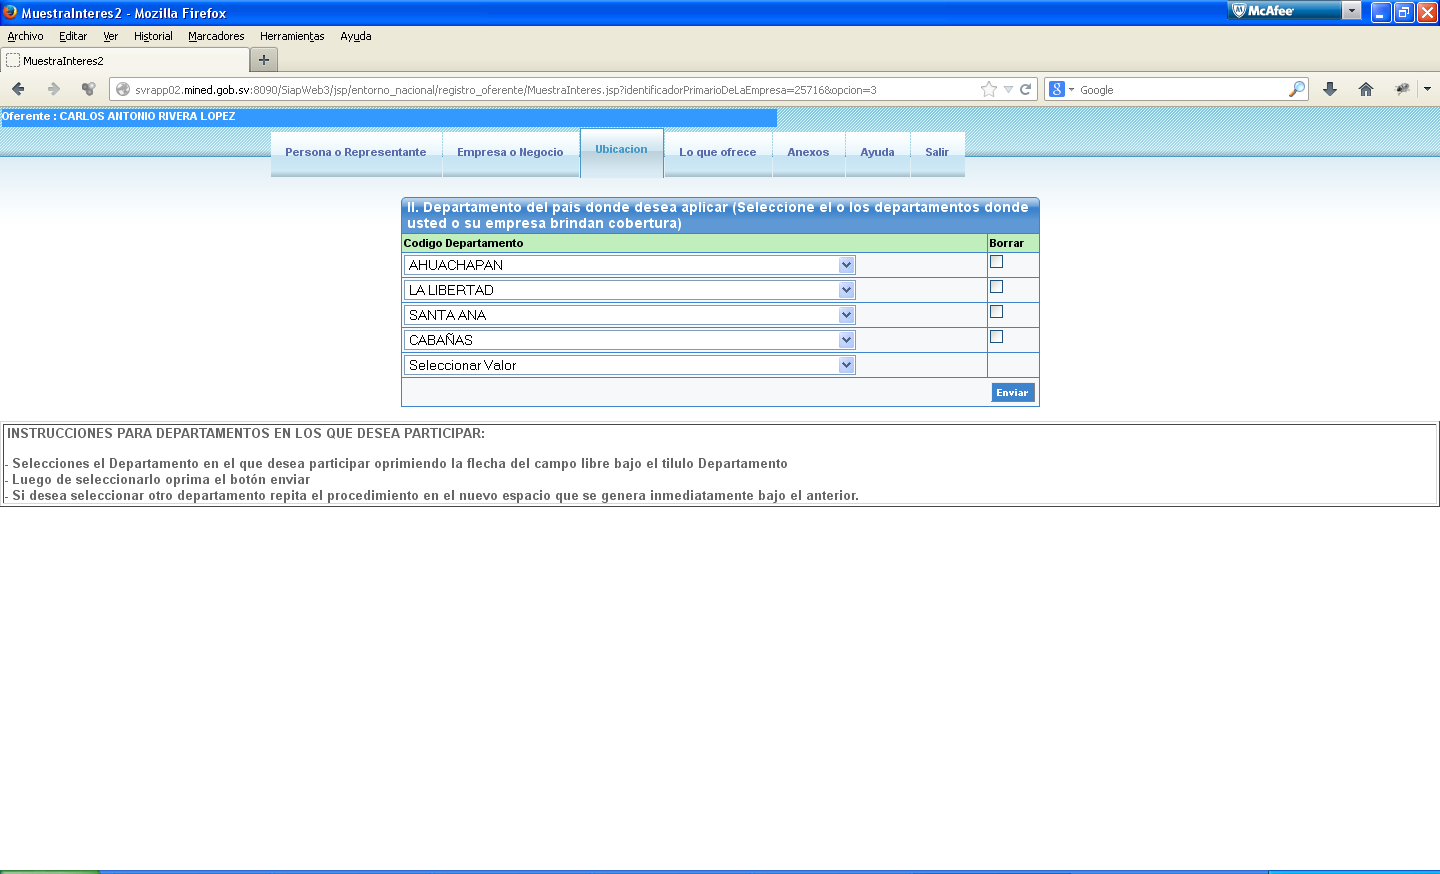 MuestraInteres2 - Mozilla Firefox
McAfee
Archivo Editar Ver Historial Marcadores Herramientas Ayuda
MuestraInteres2
svrapp02.mined.gob.sv:8090/SiapWeb3/jsp/entorno_nacional/registro_oferente/MuestraInteres.jsp?identificadorPrimarioDeLaEmpresa=25716&opcion=3
Google
Oferente : CARLOS ANTONIO RIVERA LOPEZ
Persona o Representante Empresa o Negocio Ubicacion Lo que ofrece Anexos Ayuda Salir
II. Departamento del pais donde desea aplicar (Seleccione el o los departamentos donde
usted o su empresa brindan cobertura)
Codigo Departamento Borrar
AHUACHAPAN
LA LIBERTAD
SANTA ANA
CABAÑAS
Seleccionar Valor
Enviar
INSTRUCCIONES PARA DEPARTAMENTOS EN LOS QUE DESEA PARTICIPAR:
- Selecciones el Departamento en el que desea participar oprimiendo la flecha del campo libre bajo el tilulo Departamento
- Luego de seleccionarlo oprima el botón enviar
- Si desea seleccionar otro departamento repita el procedimiento en el nuevo espacio que se genera inmediatamente bajo el anterior.